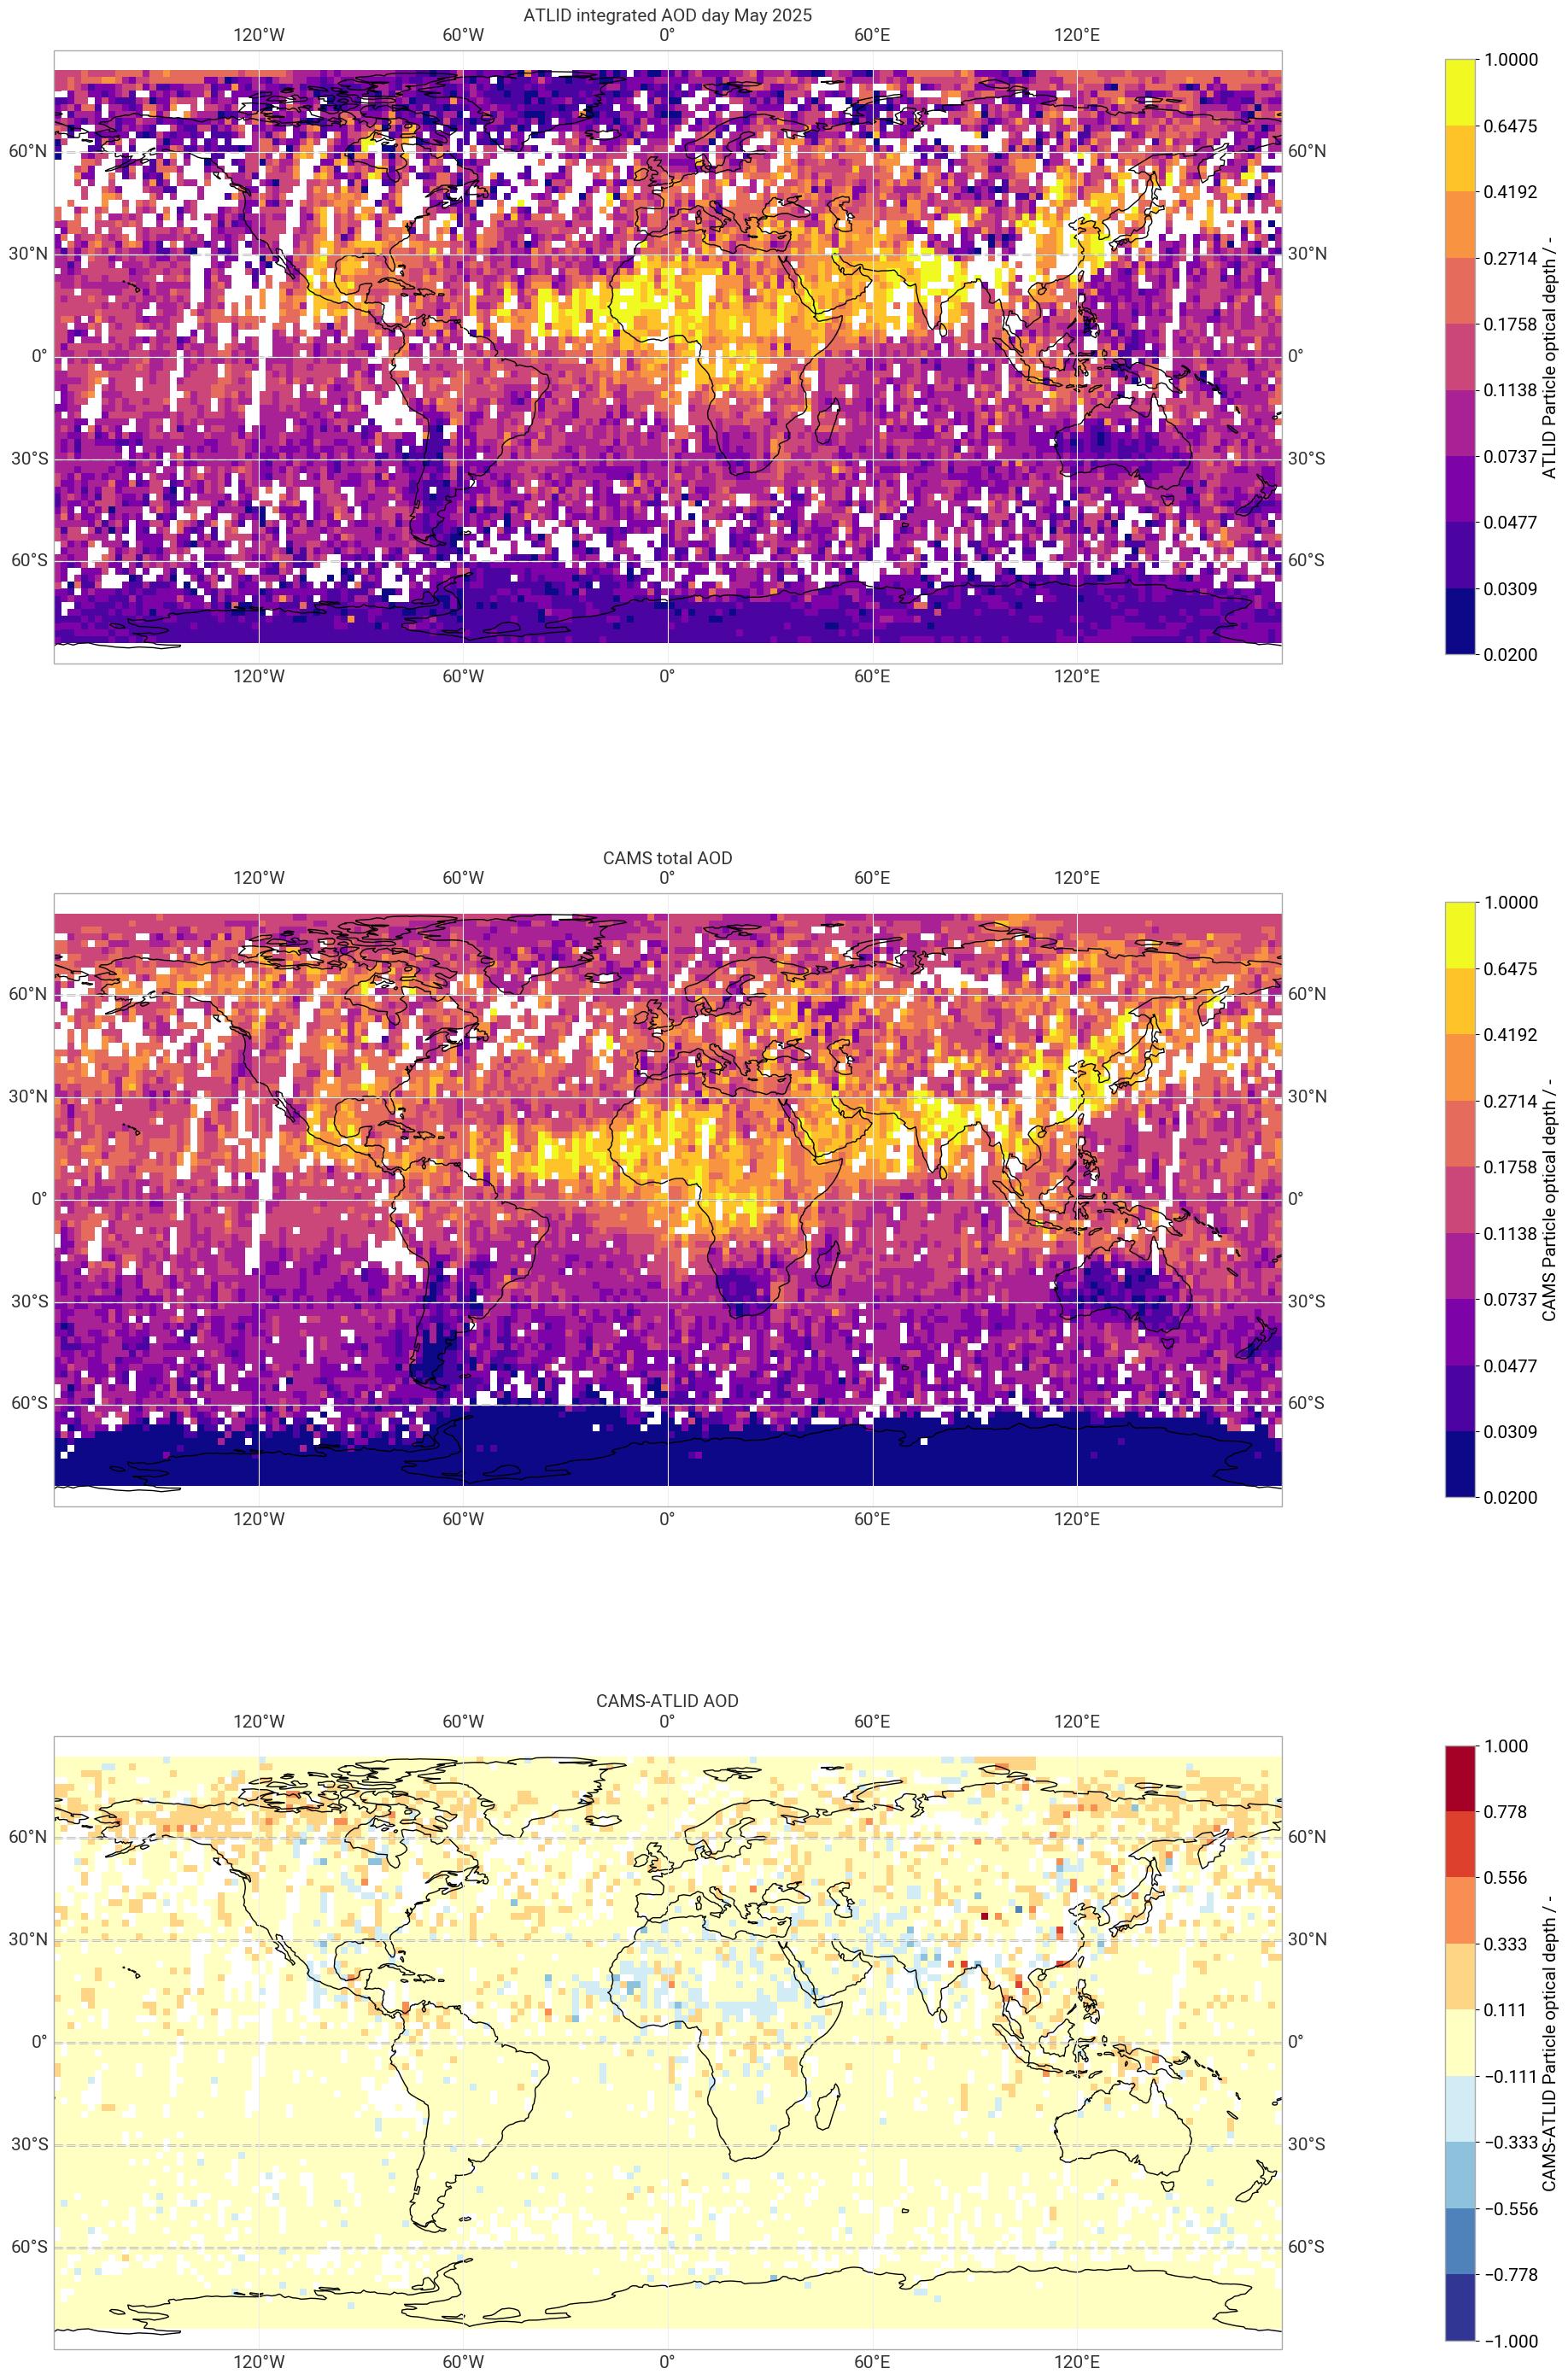 ATLID integrated AOD day May 2025
120°W 60°W 0° 60°E 120°E
60°N 60°N
30°N 30°N
0° 0°
30°S 30°S
60°S 60°S
120°W 60°W 0° 60°E 120°E
1.0000
0.6475
0.4192
0.2714
0.1758
0.1138
0.0737
0.0477
0.0309
0.0200
ATLID Particle optical depth / -
CAMS total AOD
120°W 60°W 0° 60°E 120°E
60°N 60°N
30°N 30°N
0° 0°
30°S 30°S
60°S 60°S
120°W 60°W 0° 60°E 120°E
1.0000
0.6475
0.4192
0.2714
0.1758
0.1138
0.0737
0.0477
0.0309
0.0200
CAMS Particle optical depth / -
CAMS-ATLID AOD
120°W 60°W 0° 60°E 120°E
60°N 60°N
30°N 30°N
0° 0°
30°S 30°S
60°S 60°S
120°W 60°W 0° 60°E 120°E
1.000
0.778
0.556
0.333
0.111
−0.111
−0.333
−0.556
−0.778
−1.000
CAMS-ATLID Particle optical depth / -